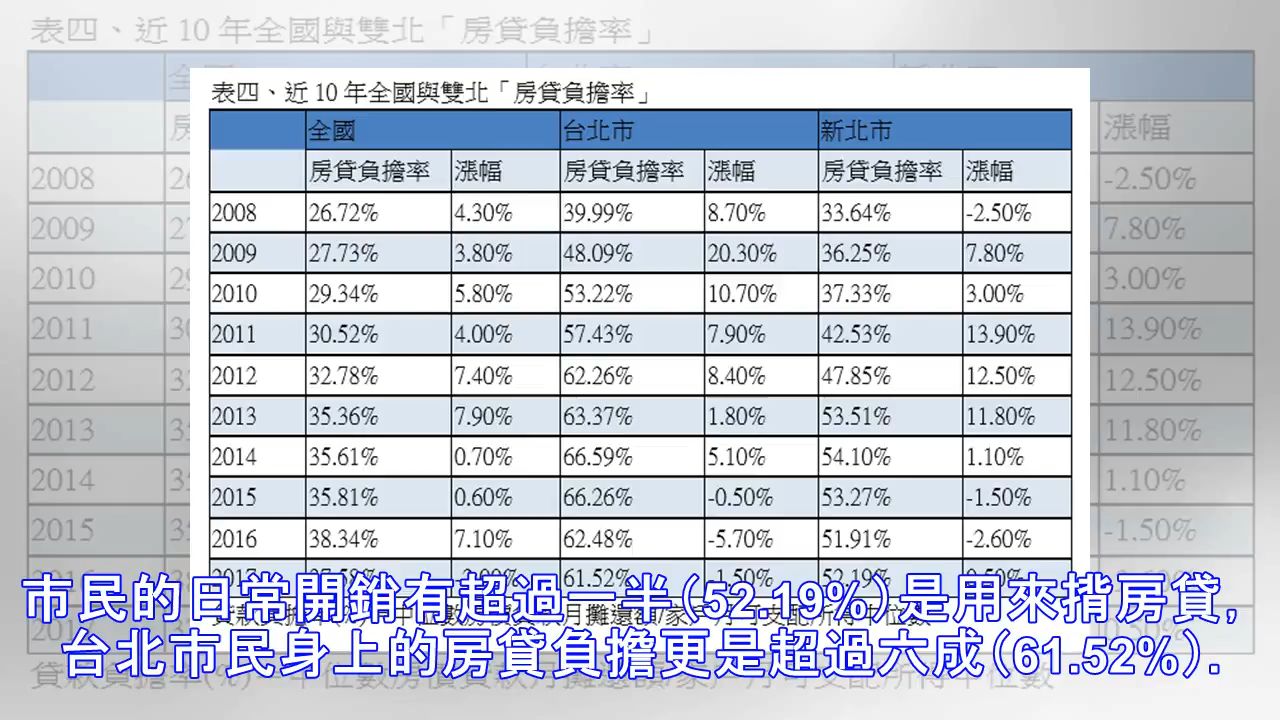 表四、近 10 年全國與雙北「房貸負擔率」
全國 台北市 新北市
房貸負擔率 漲幅 房貸負擔率 漲幅 房貸負擔率 漲幅
2008 26.72% 4.30% 39.99% 8.70% 33.64% -2.50%
2009 27.73% 3.80% 48.09% 20.30% 36.25% 7.80%
2010 29.34% 5.80% 53.22% 10.70% 37.33% 3.00%
2011 30.52% 4.00% 57.43% 7.90% 42.53% 13.90%
2012 32.78% 7.40% 62.26% 8.40% 47.85% 12.50%
2013 35.36% 7.90% 63.37% 1.80% 53.51% 11.80%
2014 35.61% 0.70% 66.59% 5.10% 54.10% 1.10%
2015 35.81% 0.60% 66.26% -0.50% 53.27% -1.50%
2016 38.34% 7.10% 62.48% -5.70% 51.91% -2.60%
2017 61.52% -1.50% 52.19%
市民的日常開銷有超過一半(52.19%)是用來揹房貸,
台北市民身上的房貸負擔更是超過六成(61.52%).